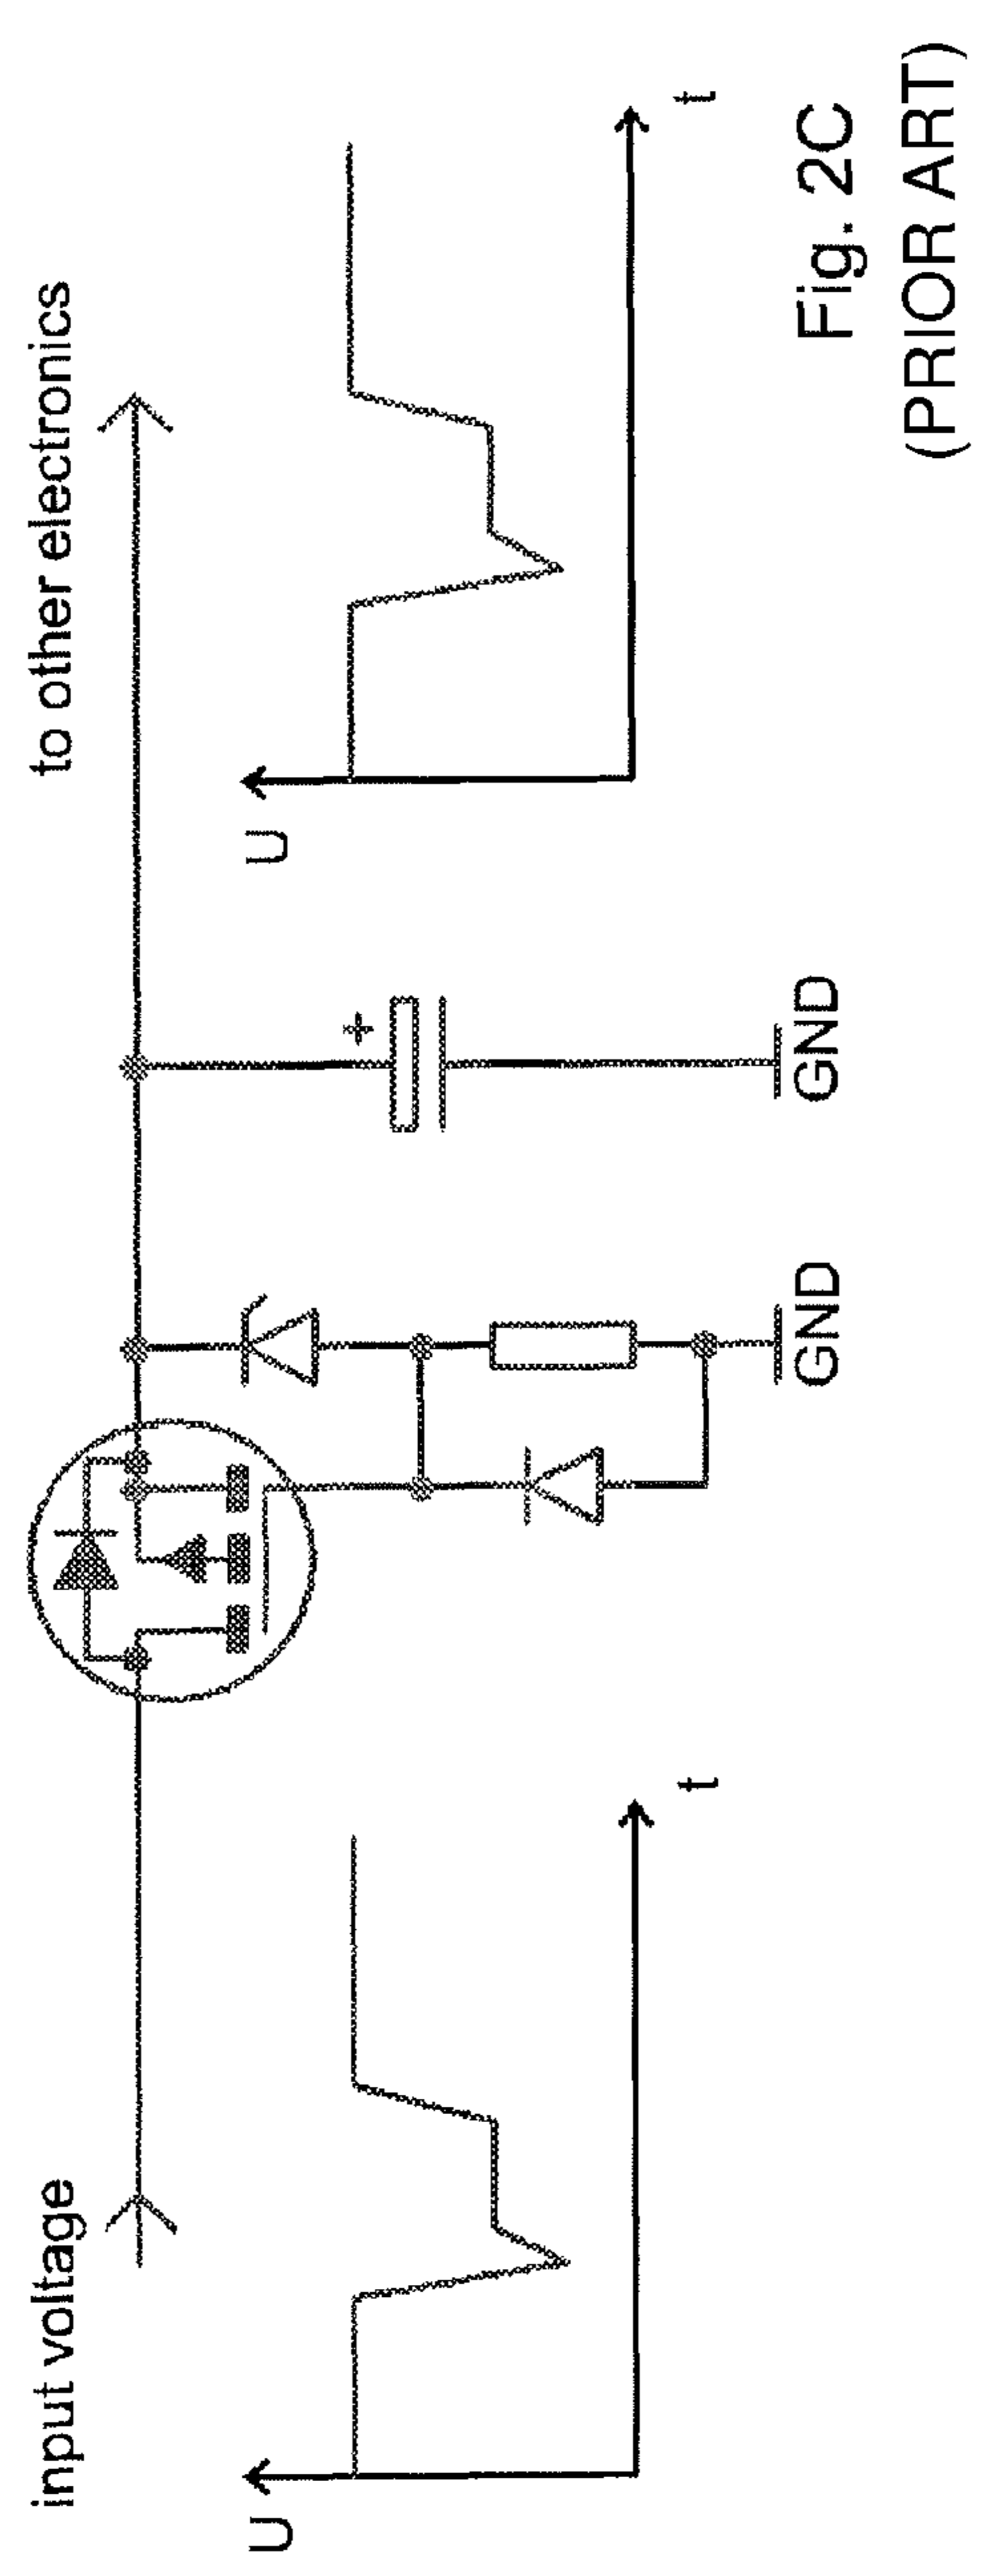 input voltage
to other electronics
U
t
+
GND
GND
U
t
Fig. 2C
(PRIOR ART)